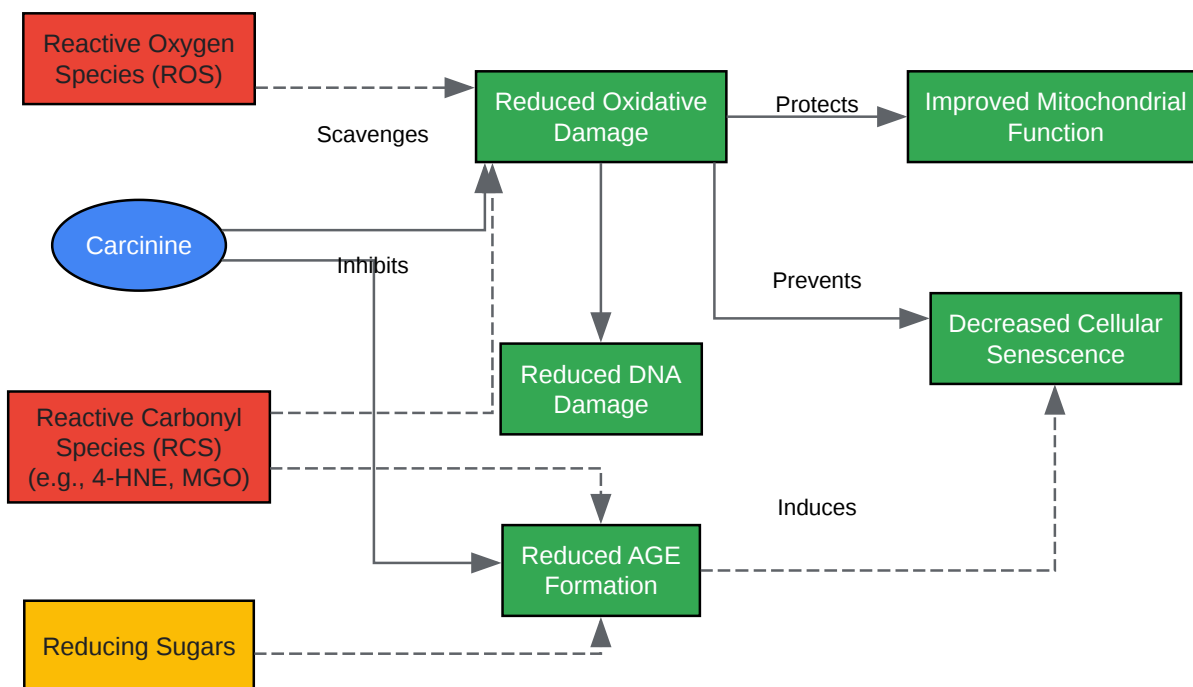 Reactive Oxygen
Species (ROS)
Reduced Oxidative
Damage
Protects
Improved Mitochondrial
Function
Scavenges
Carcinine
Inhibits
Prevents
Decreased Cellular
Senescence
Reduced DNA
Damage
Reactive Carbonyl
Species (RCS)
(e.g., 4-HNE, MGO)
Induces
Reduced AGE
Formation
Reducing Sugars